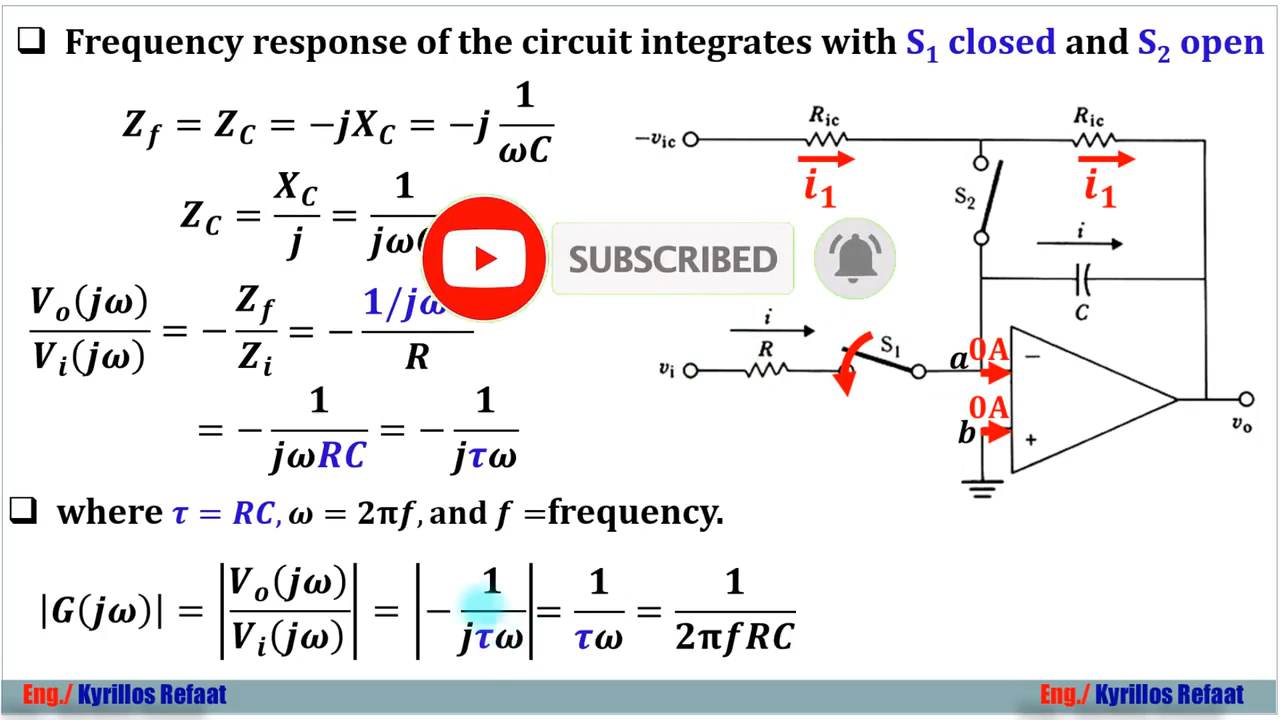 ❑ Frequency response of the circuit integrates with S₁ closed and S₂ open
Z_f = Z_C = −jX_C = −j 1/ωC
Z_C = X_C/j = 1/jω
V_o(jω)/V_i(jω) = − Z_f/Z_i = − 1/jω / R
= − 1/jωRC = − 1/jτω
❑ where τ = RC, ω = 2πf, and f =frequency.
|G(jω)| = |V_o(jω)/V_i(jω)| = |− 1/jτω| = 1/τω = 1/2πfRC
SUBSCRIBED
R_ic
R_ic
−v_ic
i₁
i₁
S₂
i
C
i
R
S₁
v_i
a
0A
−
0A
b
+
v_o
Eng./ Kyrillos Refaat
Eng./ Kyrillos Refaat